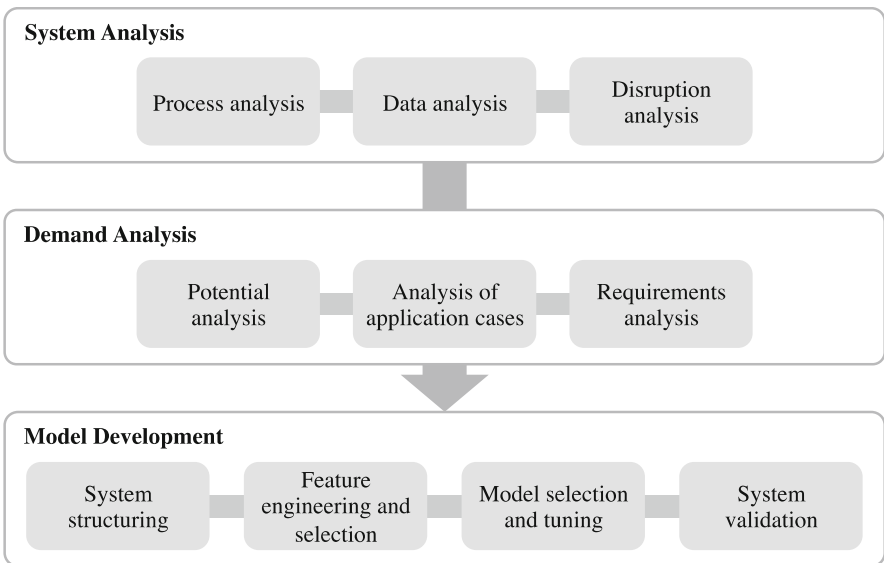 System Analysis
Process analysis
Data analysis
Disruption
analysis
Demand Analysis
Potential
analysis
Analysis of
application cases
Requirements
analysis
Model Development
System
structuring
Feature
engineering and
selection
Model selection
and tuning
System
validation